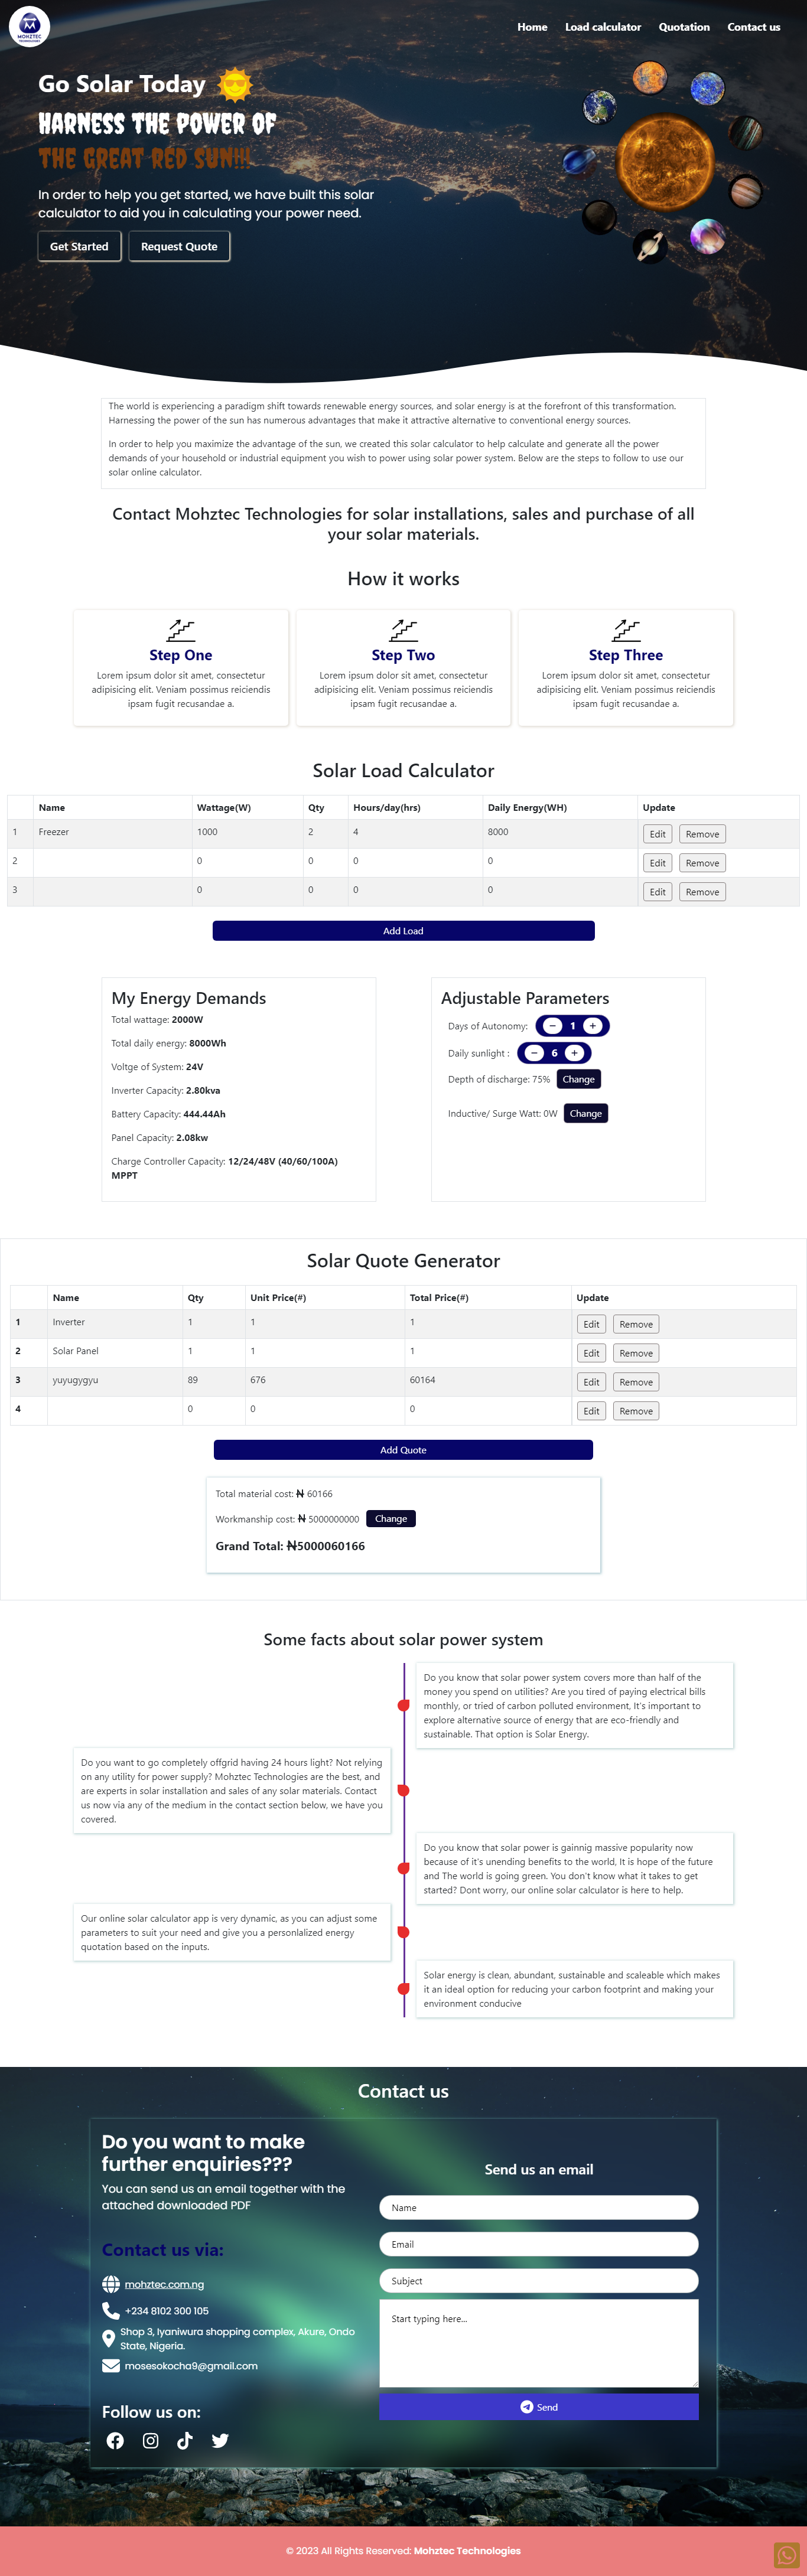 MOHZTEC
TECHNOLOGIES
Home Load calculator Quotation Contact us
Go Solar Today
HARNESS THE POWER OF
THE GREAT RED SUN!!!
In order to help you get started, we have built this solar
calculator to aid you in calculating your power need.
Get Started Request Quote
The world is experiencing a paradigm shift towards renewable energy sources, and solar energy is at the forefront of this transformation.
Harnessing the power of the sun has numerous advantages that make it attractive alternative to conventional energy sources.
In order to help you maximize the advantage of the sun, we created this solar calculator to help calculate and generate all the power
demands of your household or industrial equipment you wish to power using solar power system. Below are the steps to follow to use our
solar online calculator.
Contact Mohztec Technologies for solar installations, sales and purchase of all
your solar materials.
How it works
Step One
Lorem ipsum dolor sit amet, consectetur
adipisicing elit. Veniam possimus reiciendis
ipsam fugit recusandae a.
Step Two
Lorem ipsum dolor sit amet, consectetur
adipisicing elit. Veniam possimus reiciendis
ipsam fugit recusandae a.
Step Three
Lorem ipsum dolor sit amet, consectetur
adipisicing elit. Veniam possimus reiciendis
ipsam fugit recusandae a.
Solar Load Calculator
Name Wattage(W) Qty Hours/day(hrs) Daily Energy(WH) Update
1 Freezer 1000 2 4 8000 Edit Remove
2 0 0 0 0 Edit Remove
3 0 0 0 0 Edit Remove
Add Load
My Energy Demands
Total wattage: 2000W
Total daily energy: 8000Wh
Voltge of System: 24V
Inverter Capacity: 2.80kva
Battery Capacity: 444.44Ah
Panel Capacity: 2.08kw
Charge Controller Capacity: 12/24/48V (40/60/100A)
MPPT
Adjustable Parameters
Days of Autonomy: − 1 +
Daily sunlight : − 6 +
Depth of discharge: 75% Change
Inductive/ Surge Watt: 0W Change
Solar Quote Generator
Name Qty Unit Price(#) Total Price(#) Update
1 Inverter 1 1 1 Edit Remove
2 Solar Panel 1 1 1 Edit Remove
3 yuyugygyu 89 676 60164 Edit Remove
4 0 0 0 Edit Remove
Add Quote
Total material cost: ₦ 60166
Workmanship cost: ₦ 5000000000 Change
Grand Total: ₦5000060166
Some facts about solar power system
Do you know that solar power system covers more than half of the
money you spend on utilities? Are you tired of paying electrical bills
monthly, or tried of carbon polluted environment, It's important to
explore alternative source of energy that are eco-friendly and
sustainable. That option is Solar Energy.
Do you want to go completely offgrid having 24 hours light? Not relying
on any utility for power supply? Mohztec Technologies are the best, and
are experts in solar installation and sales of any solar materials. Contact
us now via any of the medium in the contact section below, we have you
covered.
Do you know that solar power is gainnig massive popularity now
because of it's unending benefits to the world, It is hope of the future
and The world is going green. You don't know what it takes to get
started? Dont worry, our online solar calculator is here to help.
Our online solar calculator app is very dynamic, as you can adjust some
parameters to suit your need and give you a personlalized energy
quotation based on the inputs.
Solar energy is clean, abundant, sustainable and scaleable which makes
it an ideal option for reducing your carbon footprint and making your
environment conducive
Contact us
Do you want to make
further enquiries???
You can send us an email together with the
attached downloaded PDF
Contact us via:
mohztec.com.ng
+234 8102 300 105
Shop 3, Iyaniwura shopping complex, Akure, Ondo
State, Nigeria.
mosesokocha9@gmail.com
Follow us on:
Send us an email
Name
Email
Subject
Start typing here...
Send
© 2023 All Rights Reserved: Mohztec Technologies